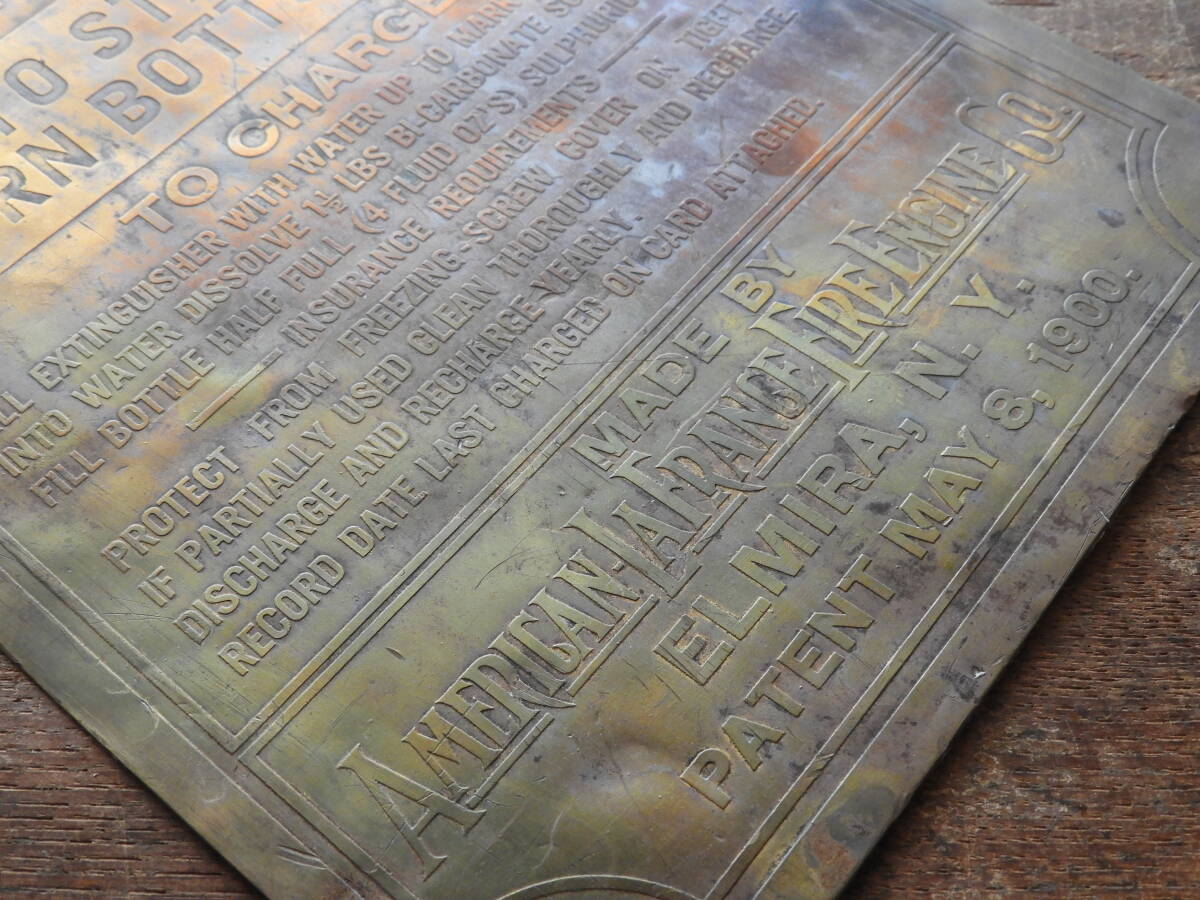 O S
RN BOTT
TO CHARGE
EXTINGUISHER WITH WATER UP TO MARK
INTO WATER DISSOLVE 1½ LBS BI-CARBONATE SO
FILL BOTTLE HALF FULL (4 FLUID OZ'S) SULPHURIC
INSURANCE REQUIREMENTS
PROTECT FROM FREEZING-SCREW COVER ON TIGHT
IF PARTIALLY USED CLEAN THOROUGHLY AND RECHARGE.
DISCHARGE AND RECHARGE YEARLY.
RECORD DATE LAST CHARGED ON CARD ATTACHED.
MADE BY
AMERICAN-LAFRANCE FIRE ENGINE CO.
ELMIRA, N.Y.
PATENT MAY 8, 1900.